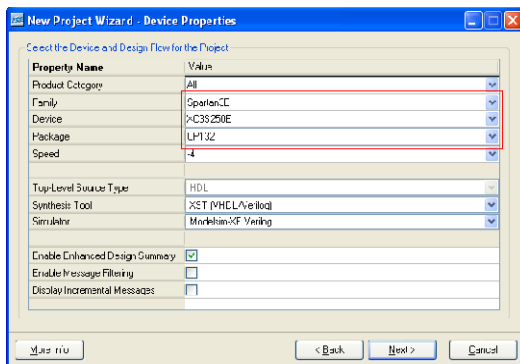 New Project Wizard - Device Properties
Select the Device and Design Flow for the Project
Property Name Value
Product Category All
Family Spartan3E
Device XC3S250E
Package CP132
Speed -4
Top-Level Source Type HDL
Synthesis Tool XST (VHDL/Verilog)
Simulator Modelsim-XE Verilog
Enable Enhanced Design Summary
Enable Message Filtering
Display Incremental Messages
More Info < Back Next > Cancel